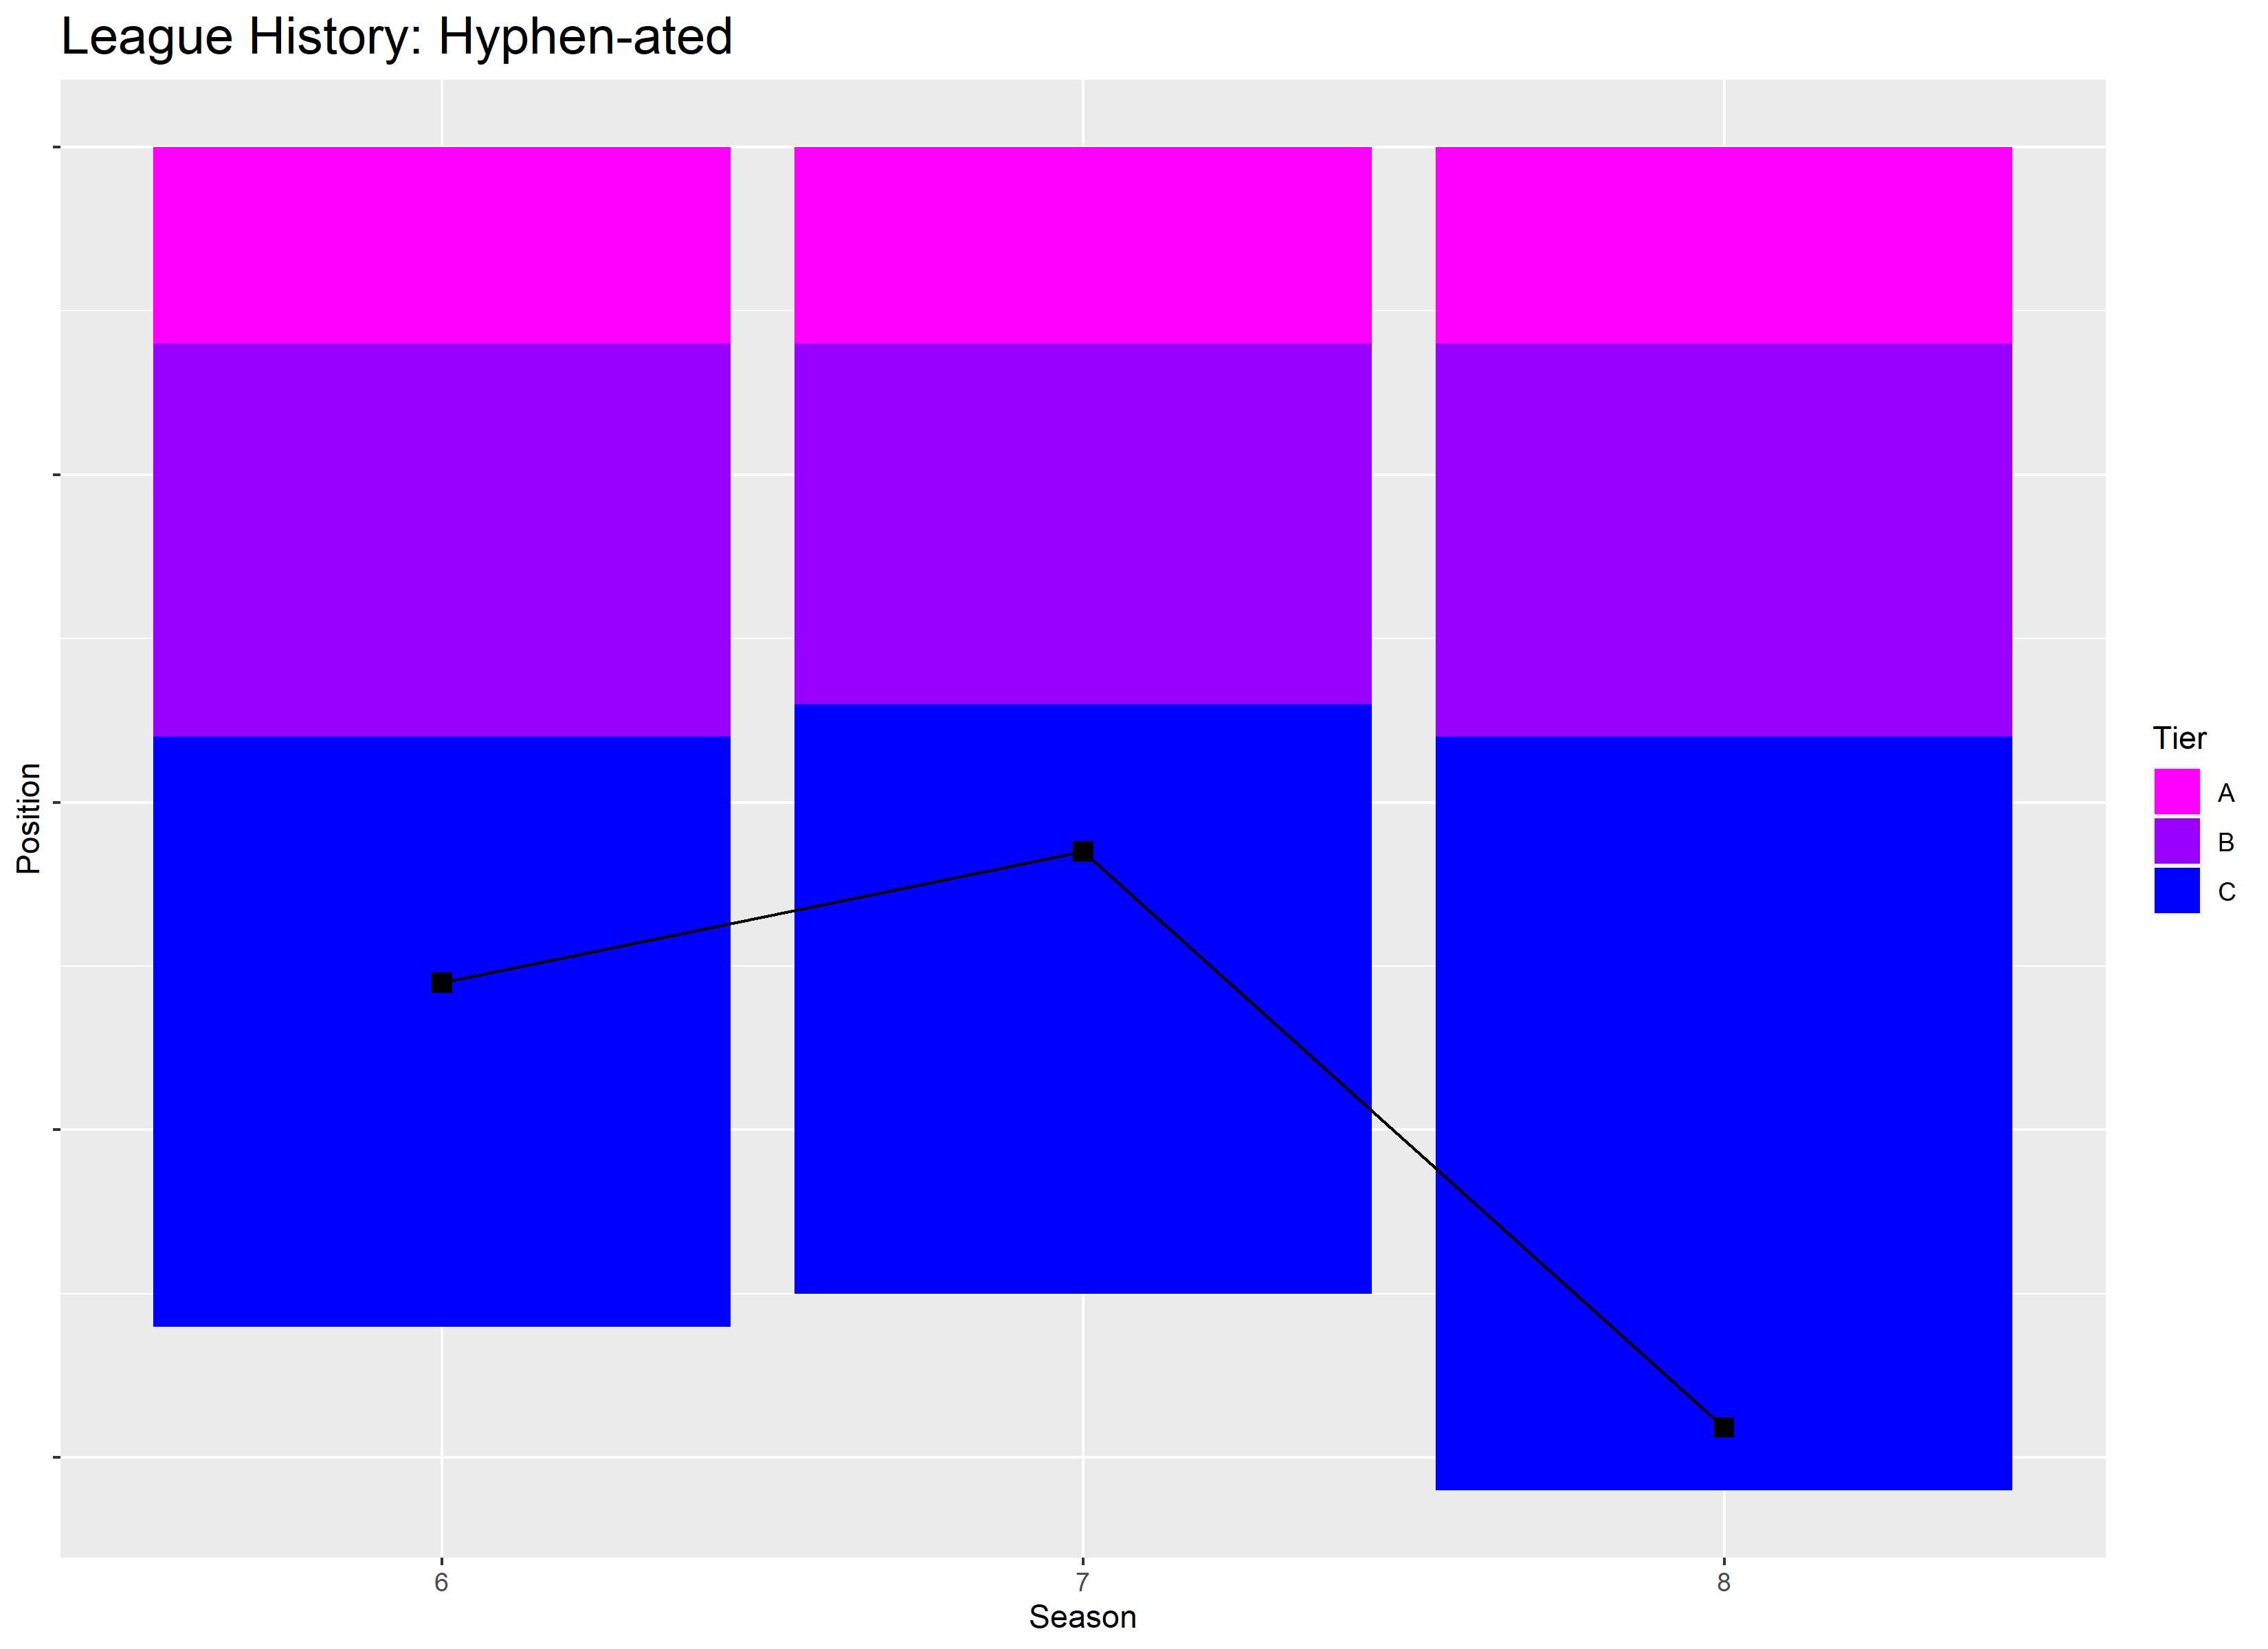 League History: Hyphen-ated
Position
Tier
A
B
C
6
7
8
Season